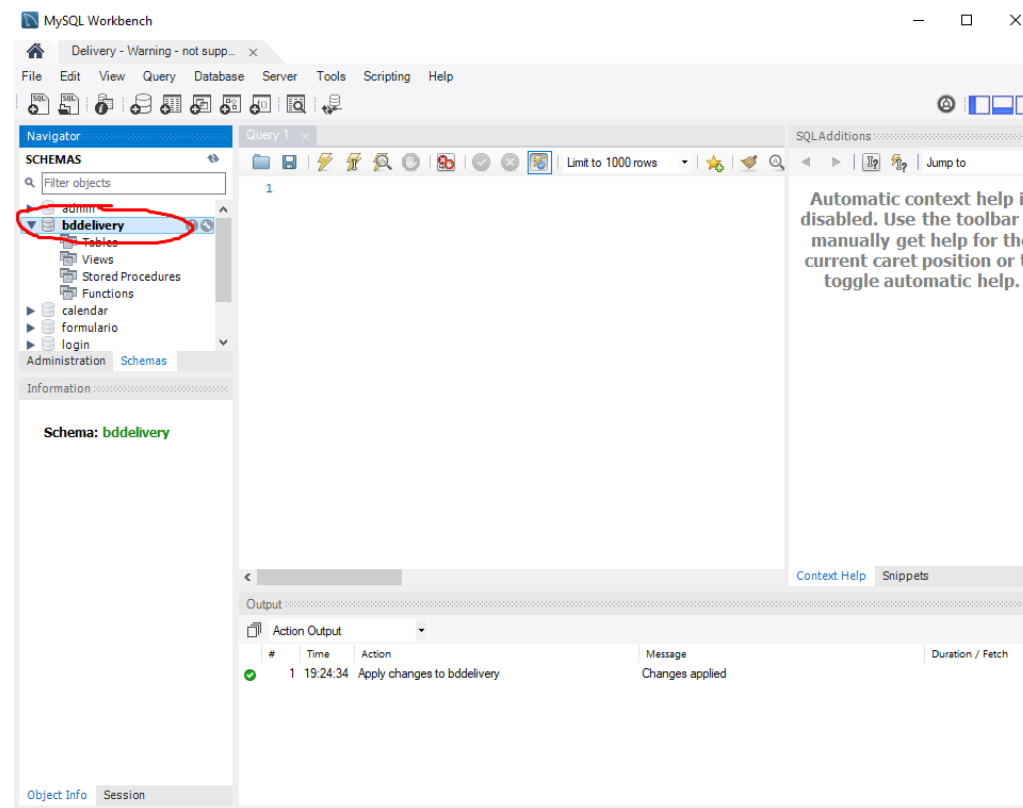 MySQL Workbench
Delivery - Warning - not supp...
File Edit View Query Database Server Tools Scripting Help
Navigator
Query 1
SQLAdditions
SCHEMAS
Limit to 1000 rows
Jump to
Filter objects
1
admin
bddelivery
Tables
Views
Stored Procedures
Functions
calendar
formulario
login
Administration Schemas
Automatic context help i
disabled. Use the toolbar
manually get help for the
current caret position or t
toggle automatic help.
Information
Schema: bddelivery
Context Help Snippets
Output
Action Output
# Time Action Message Duration / Fetch
1 19:24:34 Apply changes to bddelivery Changes applied
Object Info Session